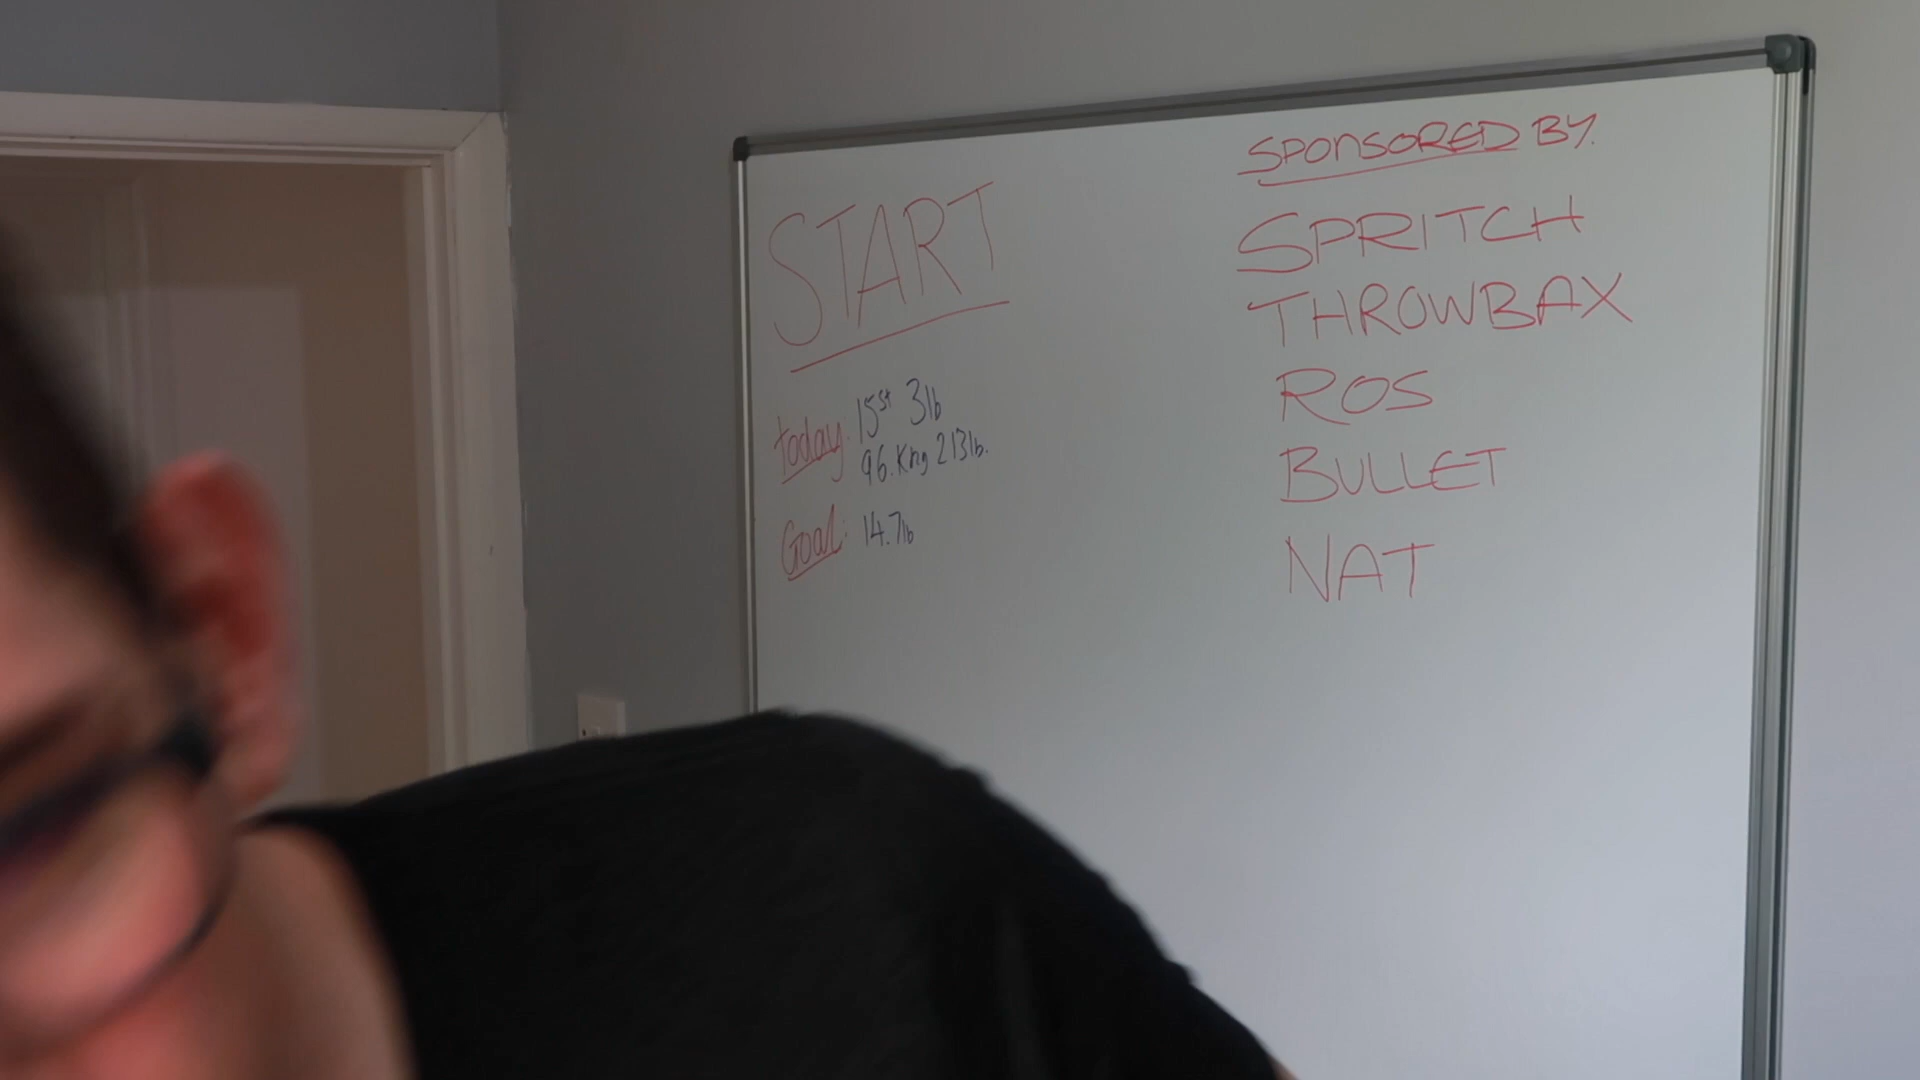 START
today: 15st 3lb
96.Kng 213lb.
Goal: 14.7lb
SPONSORED BY.
SPRITCH
THROWBAX
ROS
BULLET
NAT